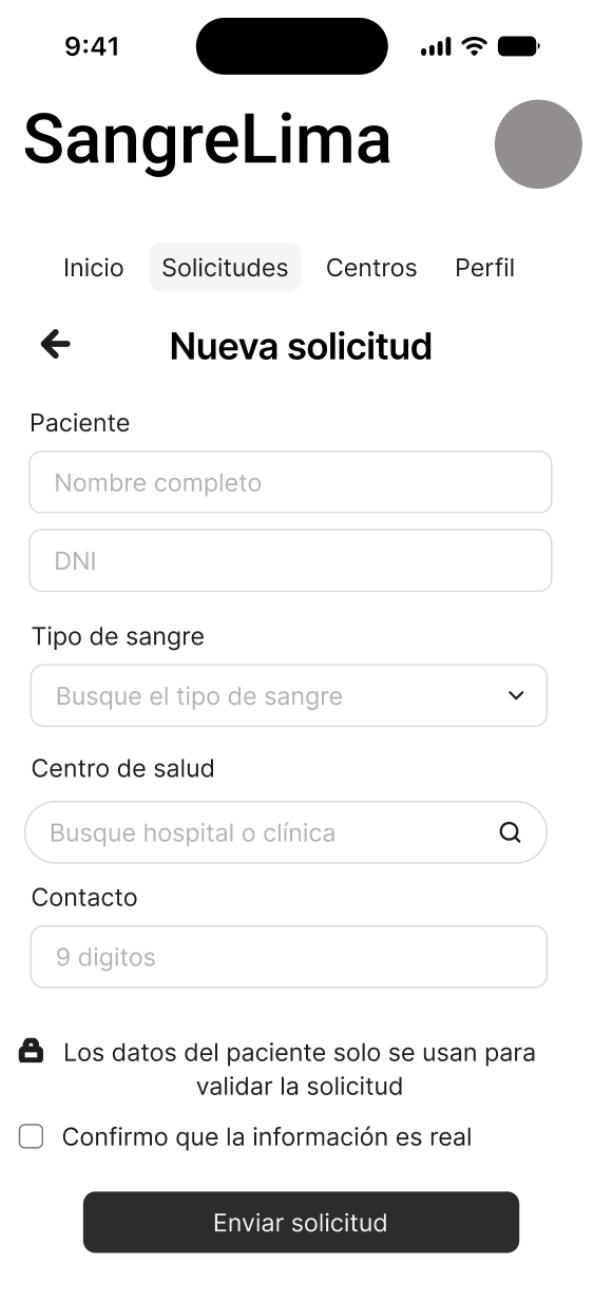 9:41
SangreLima
Inicio Solicitudes Centros Perfil
Nueva solicitud
Paciente
Nombre completo
DNI
Tipo de sangre
Busque el tipo de sangre
Centro de salud
Busque hospital o clínica
Contacto
9 digitos
Los datos del paciente solo se usan para
validar la solicitud
Confirmo que la información es real
Enviar solicitud